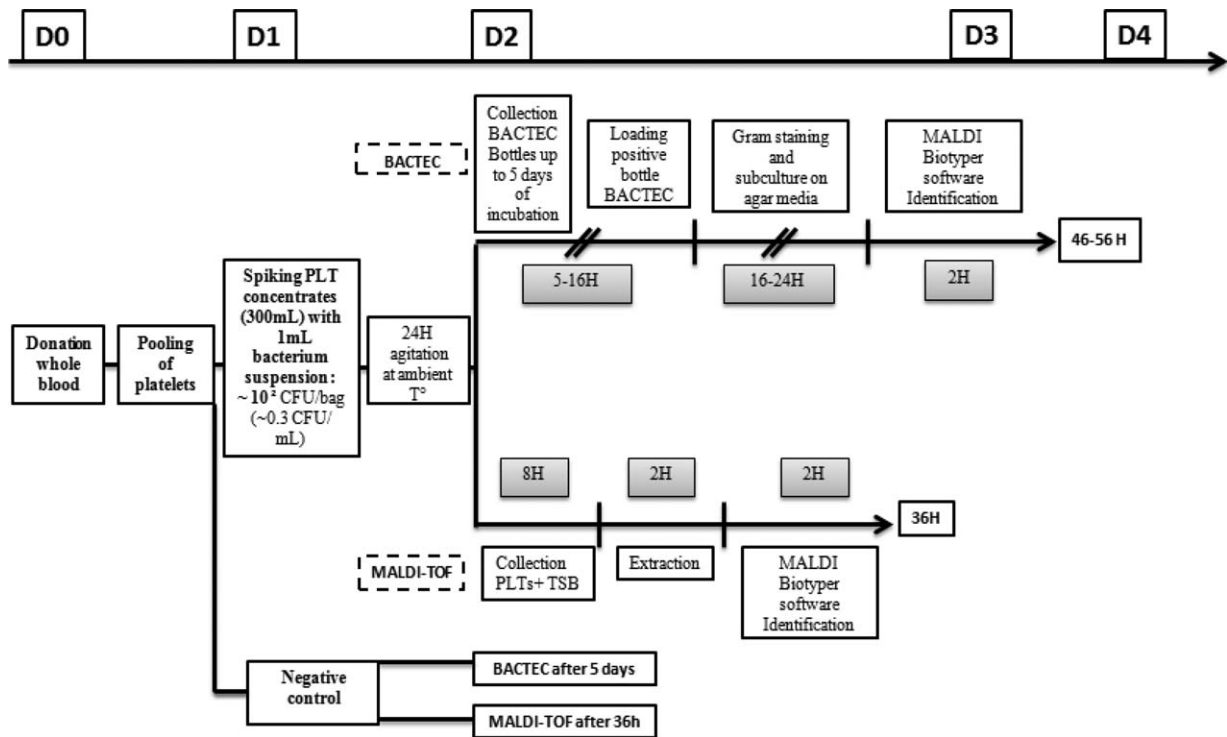 D0
D1
D2
D3
D4
BACTEC
Collection
BACTEC
Bottles up
to 5 days
of
incubation
Loading
positive
bottle
BACTEC
Gram staining
and
subculture on
agar media
MALDI
Biotyper
software
Identification
46-56 H
5-16H
16-24H
2H
Donation
whole
blood
Pooling
of
platelets
Spiking PLT
concentrates
(300mL) with
1mL
bacterium
suspension :
~ 10² CFU/bag
(~0.3 CFU/
mL)
24H
agitation
at ambient
T°
8H
2H
2H
36H
MALDI-TOF
Collection
PLTs+ TSB
Extraction
MALDI
Biotyper
software
Identification
Negative
control
BACTEC after 5 days
MALDI-TOF after 36h